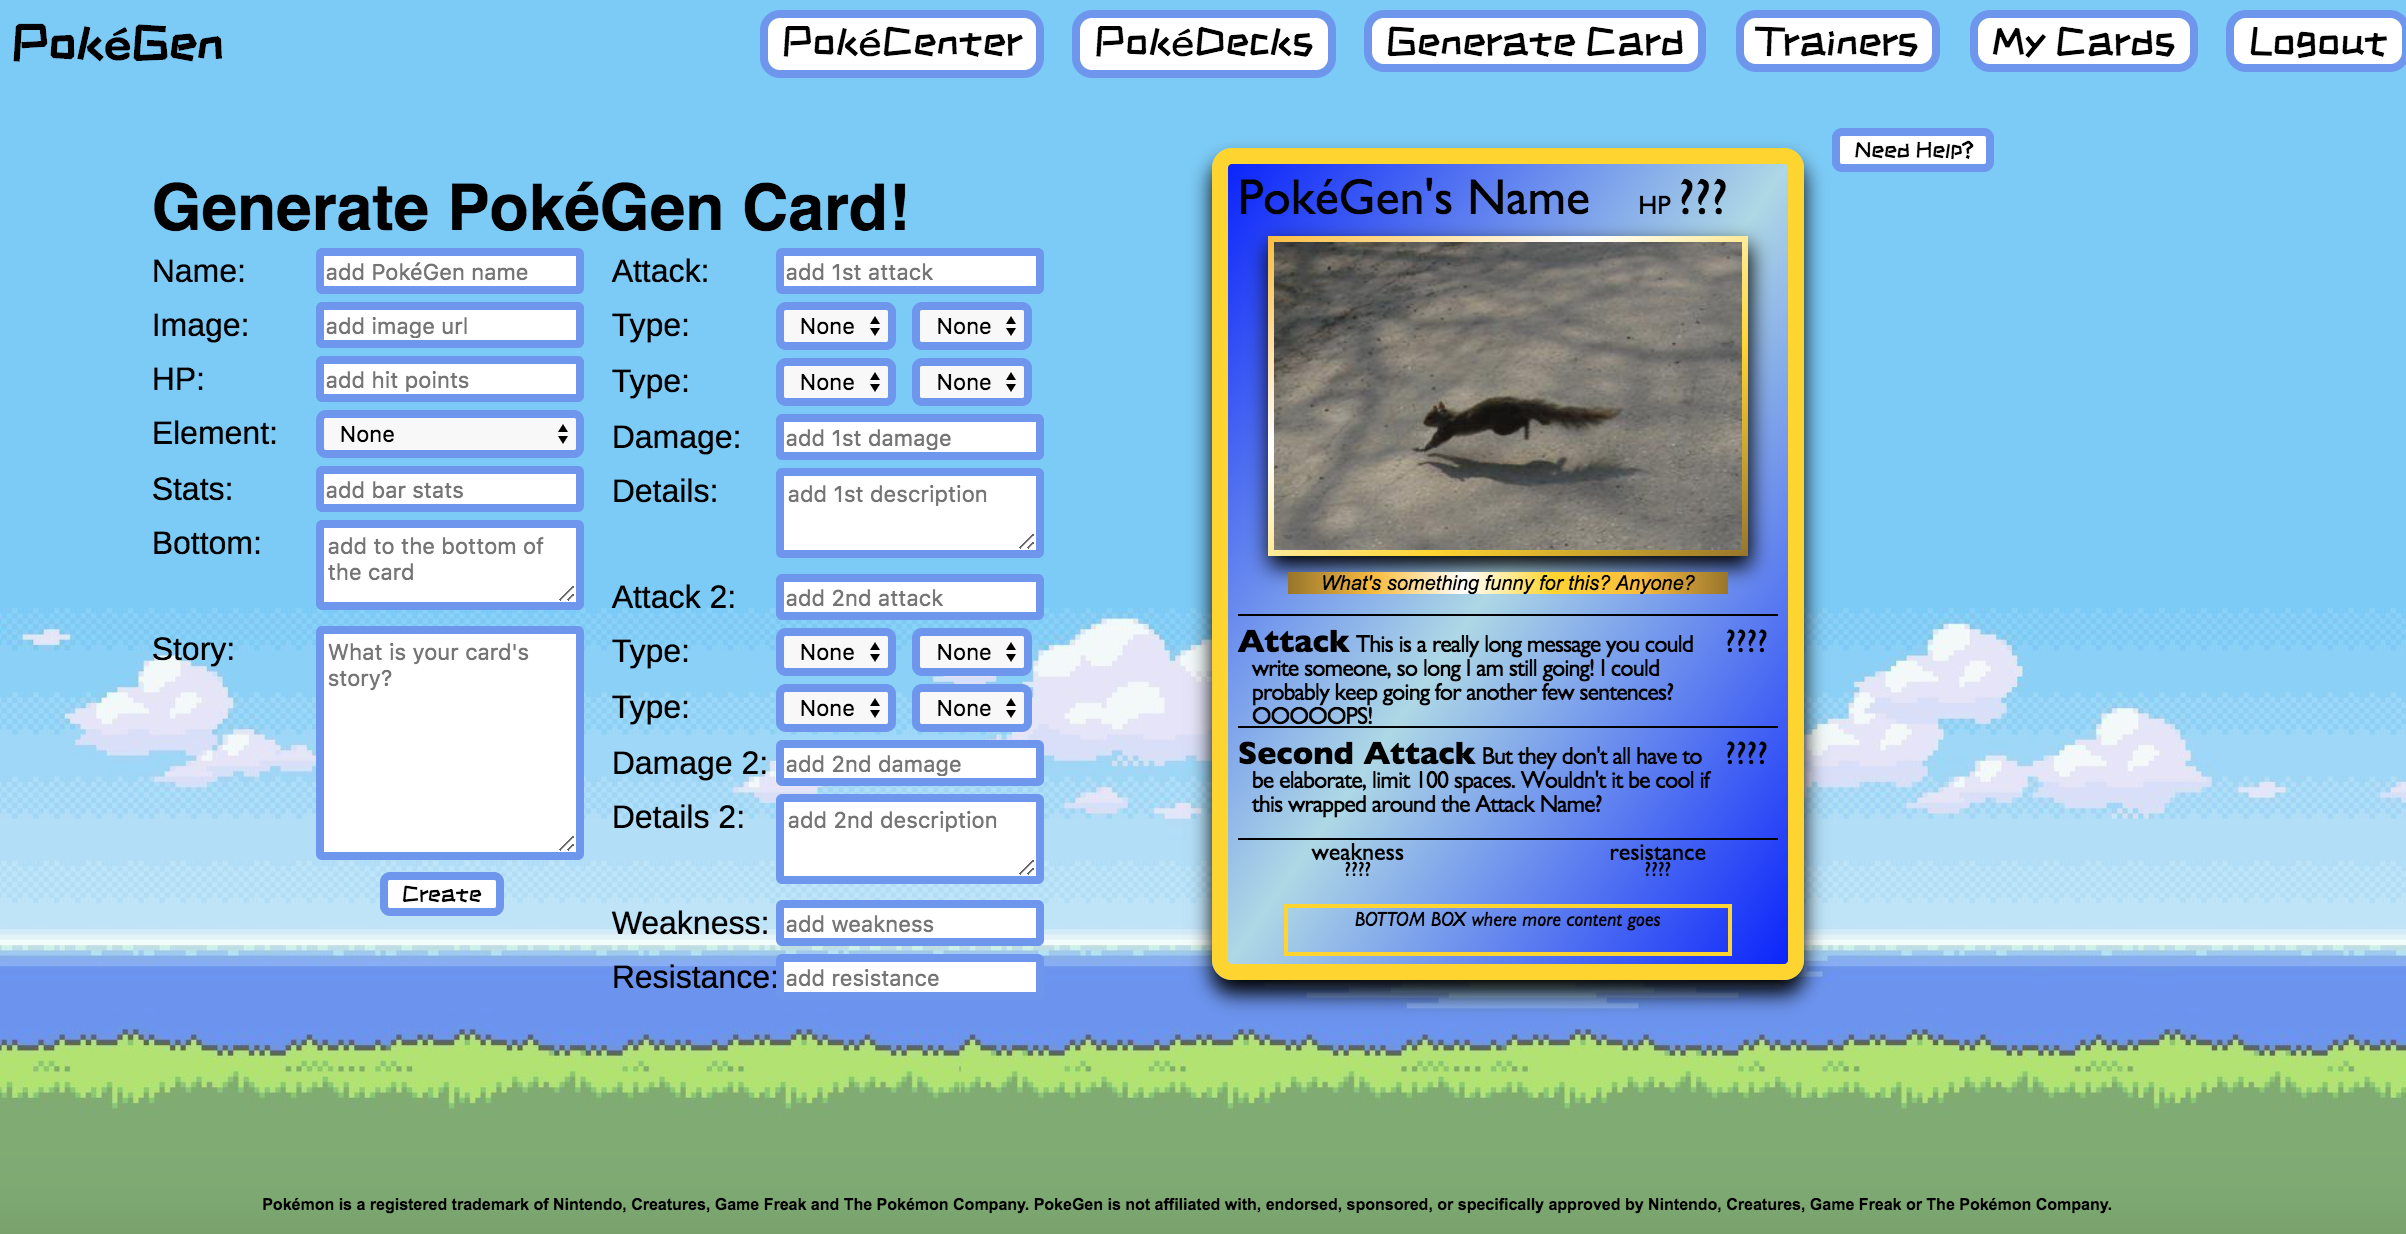 PokéGen
PokéCenter
PokéDecks
Generate Card
Trainers
My Cards
Logout
Need Help?
Generate PokéGen Card!
Name:
add PokéGen name
Image:
add image url
HP:
add hit points
Element:
None
Stats:
add bar stats
Bottom:
add to the bottom of
the card
Story:
What is your card's
story?
Create
Attack:
add 1st attack
Type:
None
None
Type:
None
None
Damage:
add 1st damage
Details:
add 1st description
Attack 2:
add 2nd attack
Type:
None
None
Type:
None
None
Damage 2:
add 2nd damage
Details 2:
add 2nd description
Weakness:
add weakness
Resistance:
add resistance
PokéGen's Name HP ???
What's something funny for this? Anyone?
Attack This is a really long message you could ????
write someone, so long I am still going! I could
probably keep going for another few sentences?
OOOOOPS!
Second Attack But they don't all have to ????
be elaborate, limit 100 spaces. Wouldn't it be cool if
this wrapped around the Attack Name?
weakness
????
resistance
????
BOTTOM BOX where more content goes
Pokémon is a registered trademark of Nintendo, Creatures, Game Freak and The Pokémon Company. PokeGen is not affiliated with, endorsed, sponsored, or specifically approved by Nintendo, Creatures, Game Freak or The Pokémon Company.